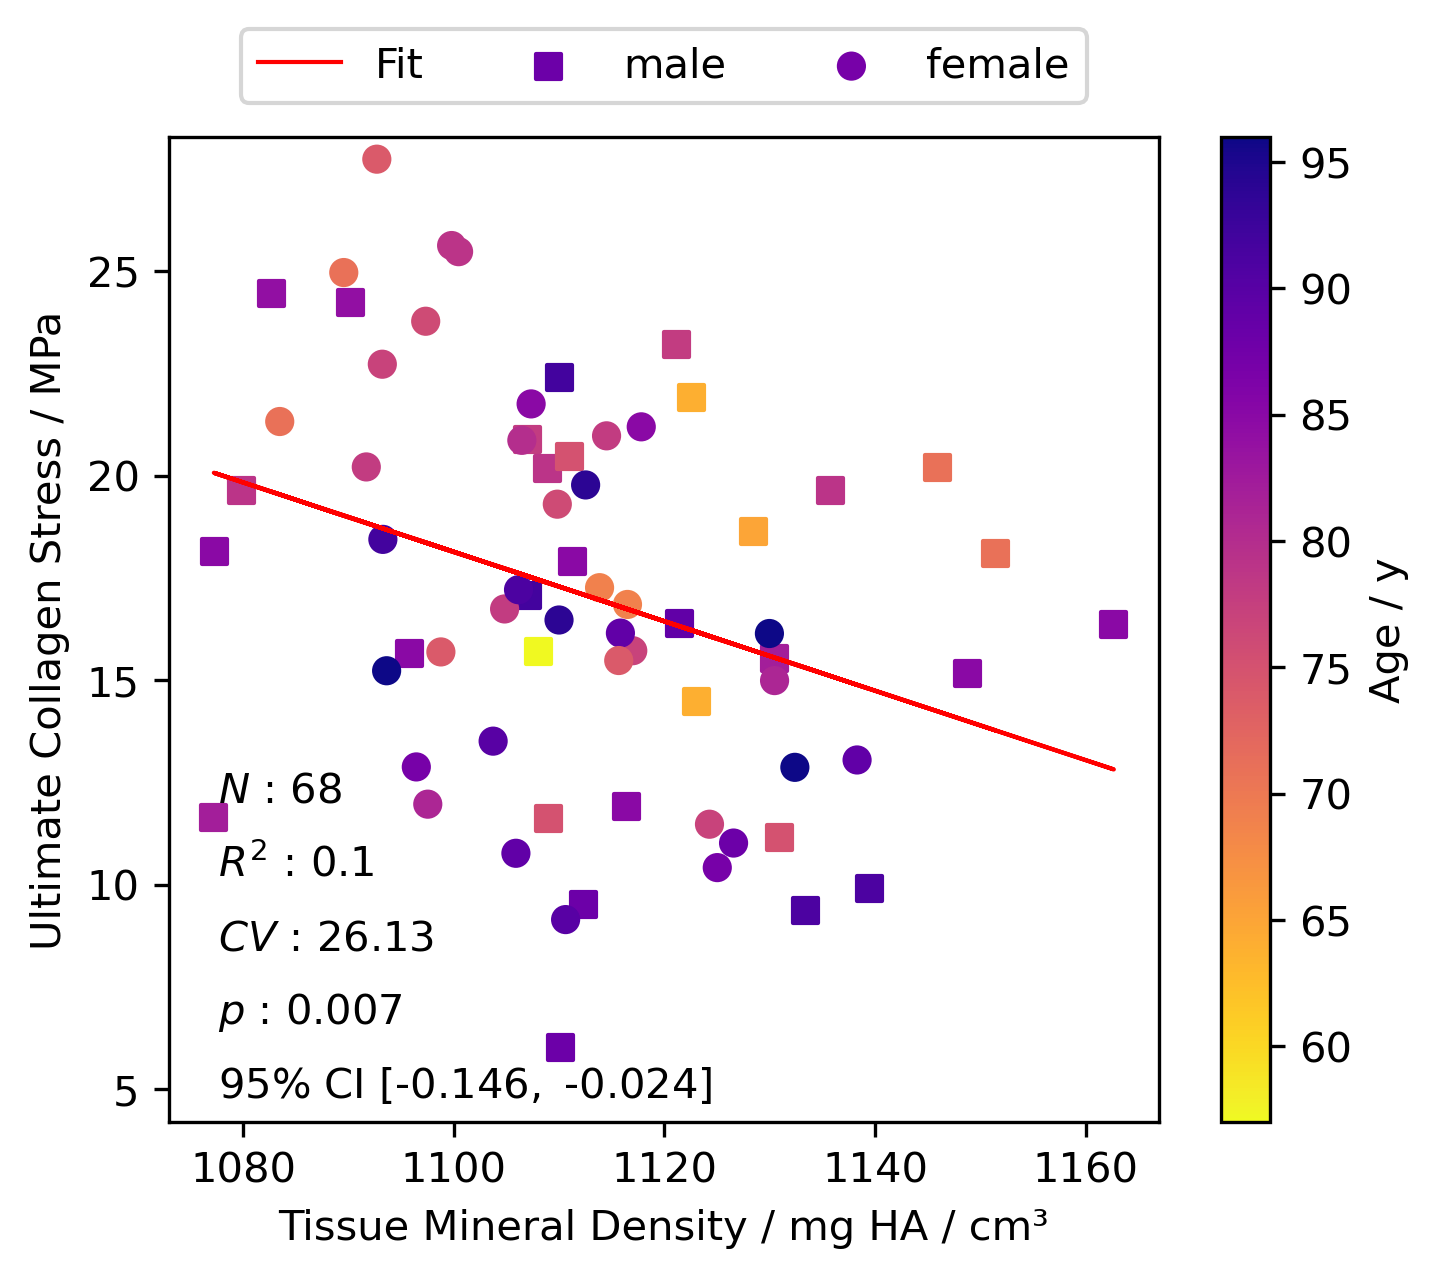 Fit male female
25
20
15
10
5
Ultimate Collagen Stress / MPa
N : 68
R² : 0.1
CV : 26.13
p : 0.007
95% CI [-0.146, -0.024]
1080 1100 1120 1140 1160
Tissue Mineral Density / mg HA / cm³
95
90
85
80
75
70
65
60
Age / y